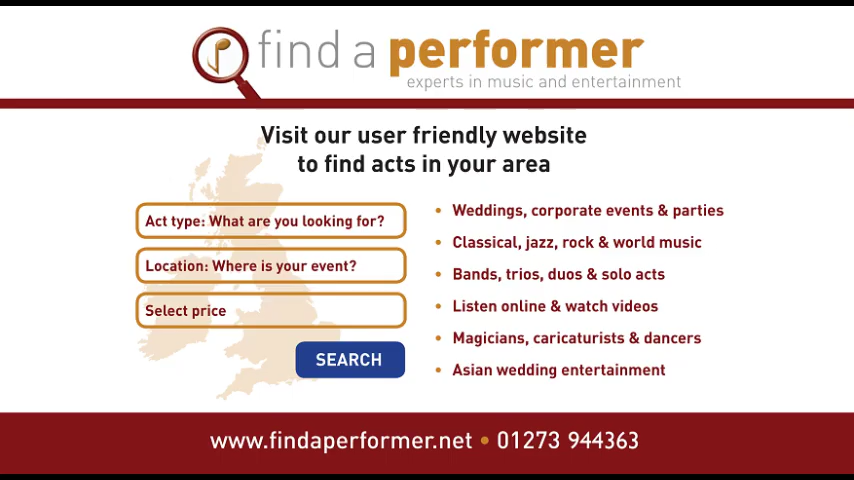 find a performer
experts in music and entertainment
Visit our user friendly website
to find acts in your area
Act type: What are you looking for?
Location: Where is your event?
Select price
SEARCH
• Weddings, corporate events & parties
• Classical, jazz, rock & world music
• Bands, trios, duos & solo acts
• Listen online & watch videos
• Magicians, caricaturists & dancers
• Asian wedding entertainment
www.findaperformer.net • 01273 944363